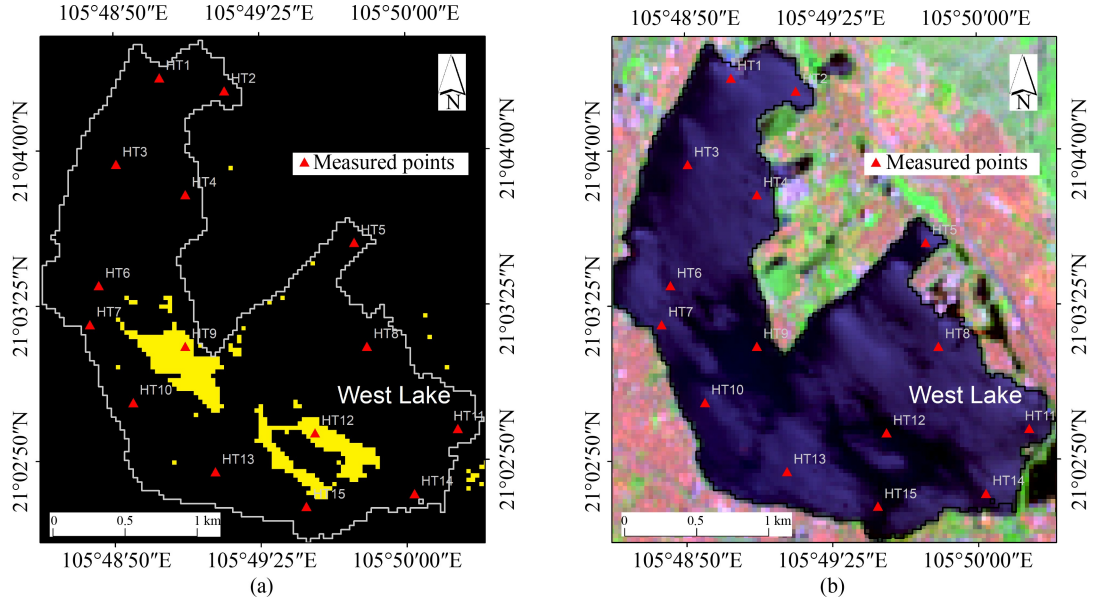 105°48′50″E 105°49′25″E 105°50′00″E
21°04′00″N
21°03′25″N
21°02′50″N
HT1
HT2
N
Measured points
HT3
HT4
HT5
HT6
HT7
HT9
HT8
West Lake
HT10
HT12
HT11
HT13
HT14
HT15
0 0.5 1 km
21°04′00″N
21°03′25″N
21°02′50″N
105°48′50″E 105°49′25″E 105°50′00″E
(a)
105°48′50″E 105°49′25″E 105°50′00″E
21°04′00″N
21°03′25″N
21°02′50″N
HT1
HT2
N
Measured points
HT3
HT4
HT5
HT6
HT7
HT9
HT8
West Lake
HT10
HT12
HT11
HT13
HT14
HT15
0 0.5 1 km
21°04′00″N
21°03′25″N
21°02′50″N
105°48′50″E 105°49′25″E 105°50′00″E
(b)